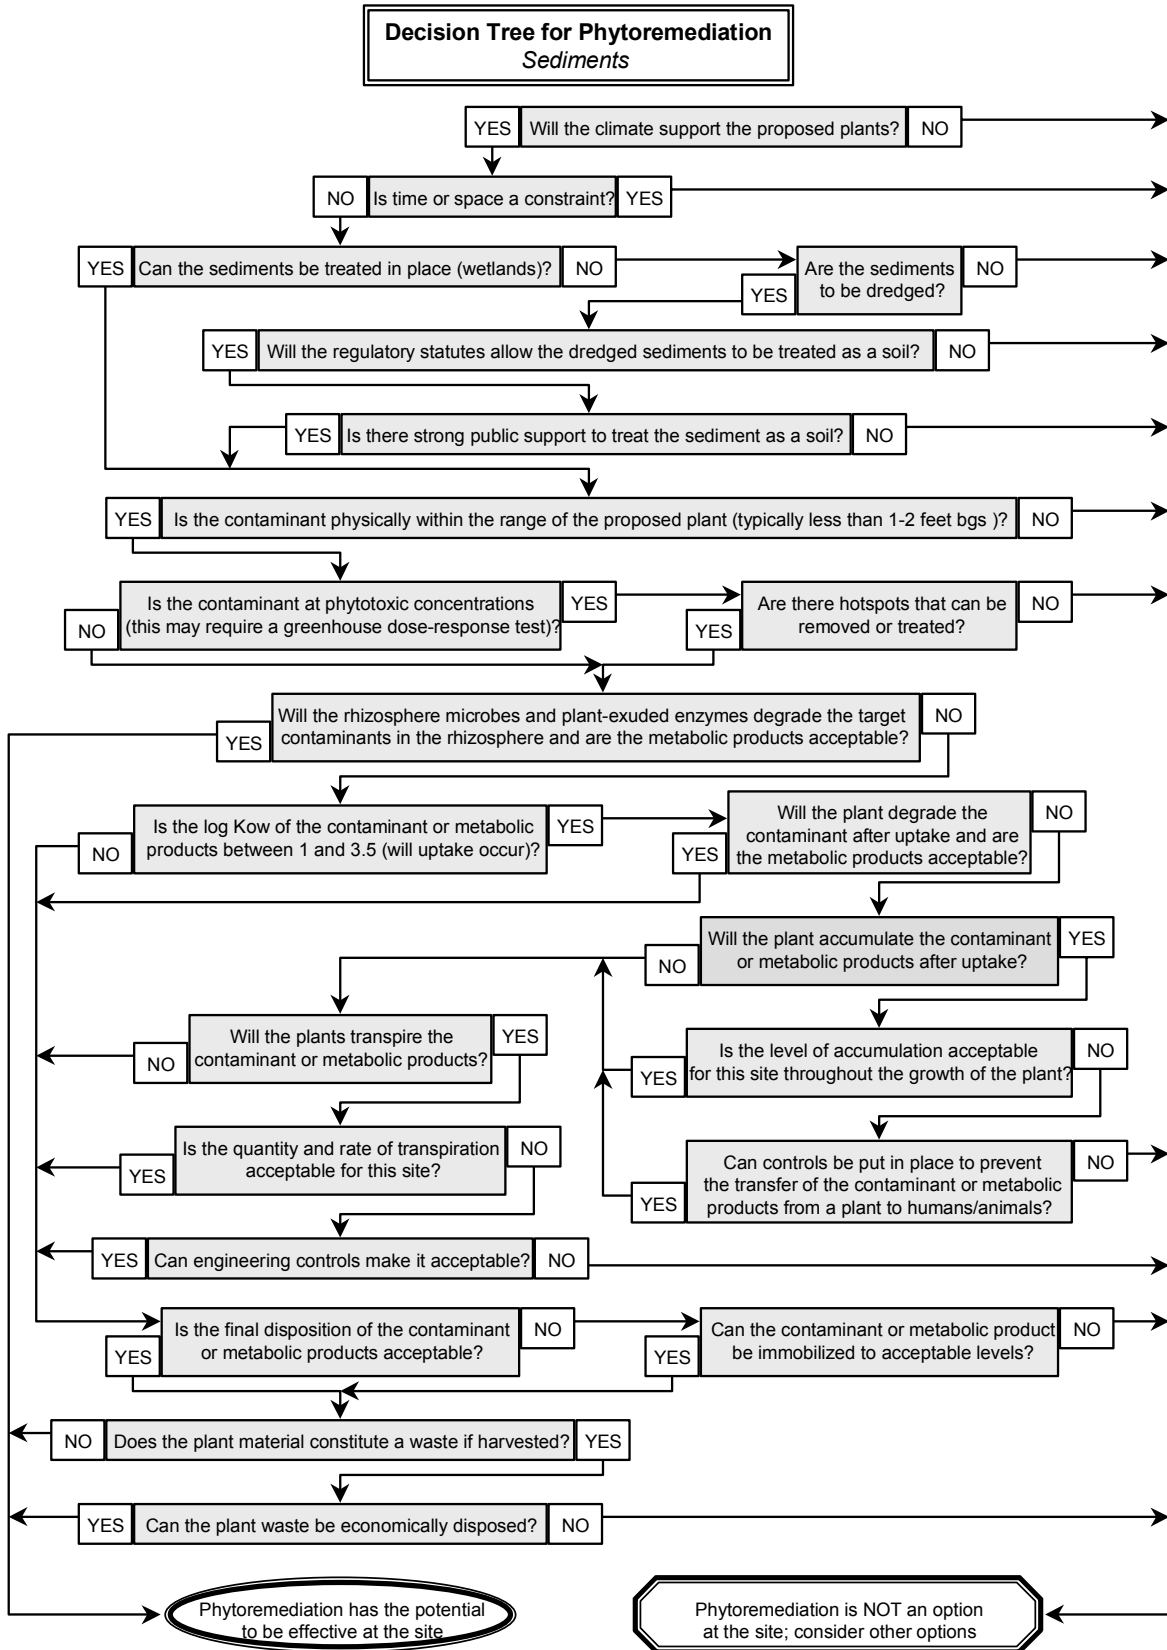 Decision Tree for Phytoremediation
Sediments
YES
Will the climate support the proposed plants?
NO
NO
Is time or space a constraint?
YES
YES
Can the sediments be treated in place (wetlands)?
NO
Are the sediments
to be dredged?
NO
YES
YES
Will the regulatory statutes allow the dredged sediments to be treated as a soil?
NO
YES
Is there strong public support to treat the sediment as a soil?
NO
YES
Is the contaminant physically within the range of the proposed plant (typically less than 1-2 feet bgs )?
NO
Is the contaminant at phytotoxic concentrations
(this may require a greenhouse dose-response test)?
YES
NO
Are there hotspots that can be
removed or treated?
NO
YES
Will the rhizosphere microbes and plant-exuded enzymes degrade the target
contaminants in the rhizosphere and are the metabolic products acceptable?
NO
YES
Is the log Kow of the contaminant or metabolic
products between 1 and 3.5 (will uptake occur)?
YES
NO
Will the plant degrade the
contaminant after uptake and are
the metabolic products acceptable?
NO
YES
Will the plant accumulate the contaminant
or metabolic products after uptake?
YES
NO
Will the plants transpire the
contaminant or metabolic products?
YES
NO
Is the level of accumulation acceptable
for this site throughout the growth of the plant?
NO
YES
Is the quantity and rate of transpiration
acceptable for this site?
NO
YES
Can controls be put in place to prevent
the transfer of the contaminant or metabolic
products from a plant to humans/animals?
NO
YES
YES
Can engineering controls make it acceptable?
NO
Is the final disposition of the contaminant
or metabolic products acceptable?
NO
YES
Can the contaminant or metabolic product
be immobilized to acceptable levels?
NO
YES
NO
Does the plant material constitute a waste if harvested?
YES
YES
Can the plant waste be economically disposed?
NO
Phytoremediation has the potential
to be effective at the site
Phytoremediation is NOT an option
at the site; consider other options